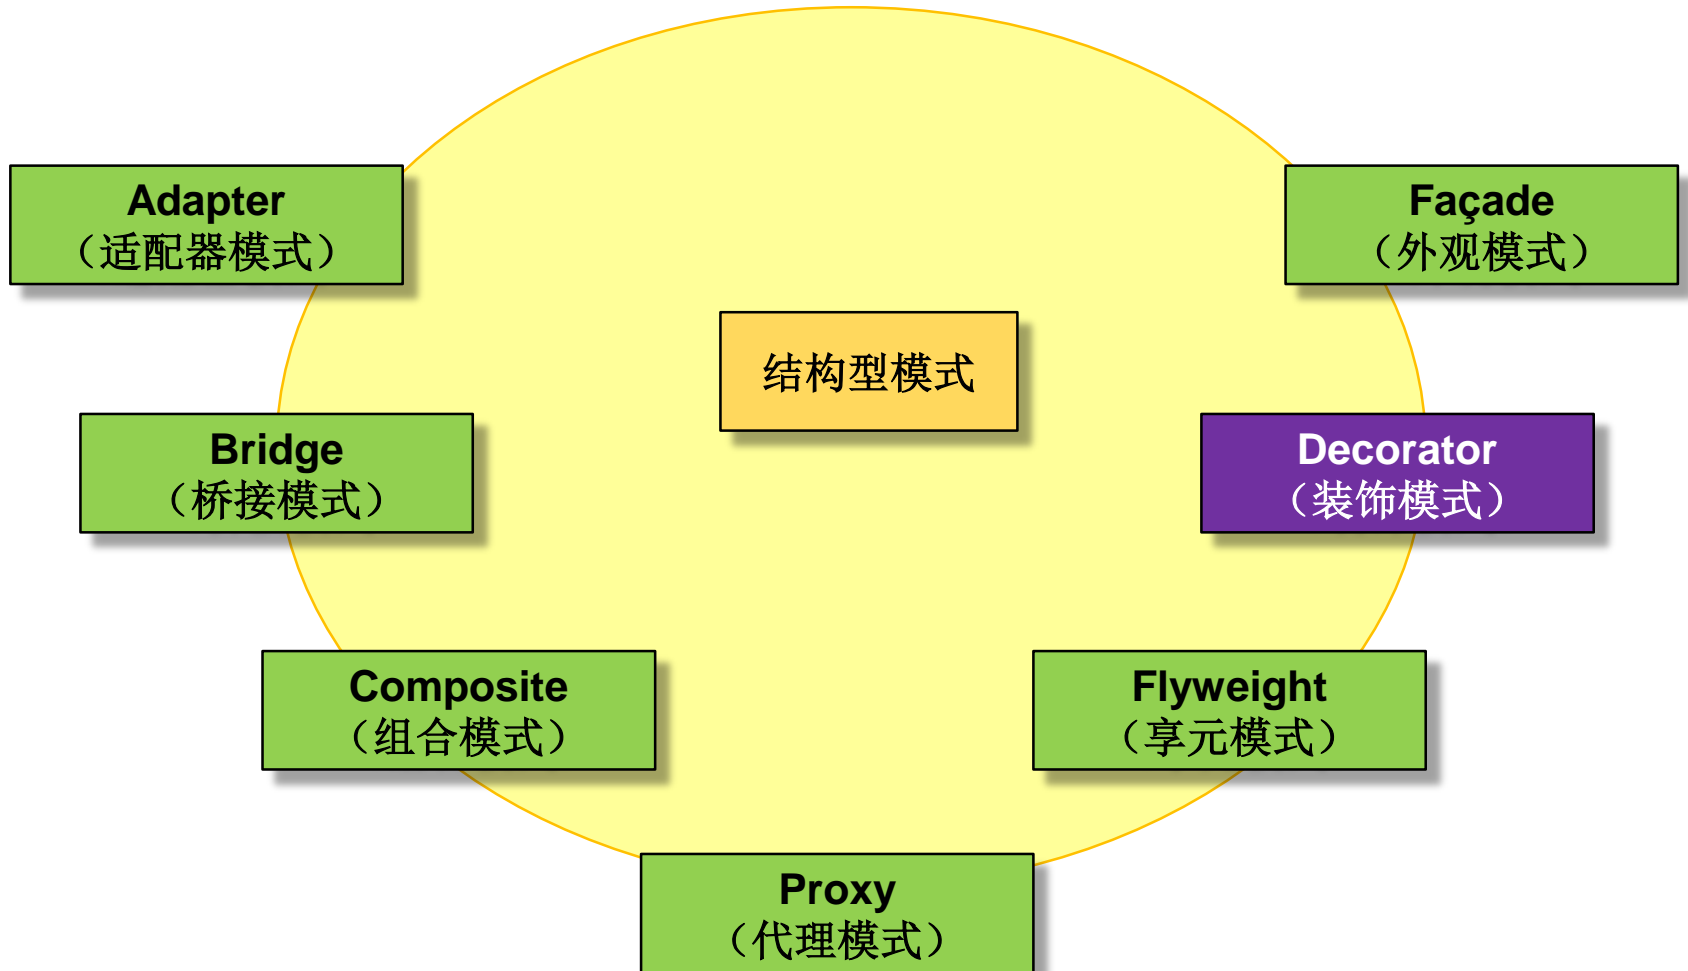 Adapter
（适配器模式）
Façade
（外观模式）
结构型模式
Bridge
（桥接模式）
Decorator
（装饰模式）
Composite
（组合模式）
Flyweight
（享元模式）
Proxy
（代理模式）